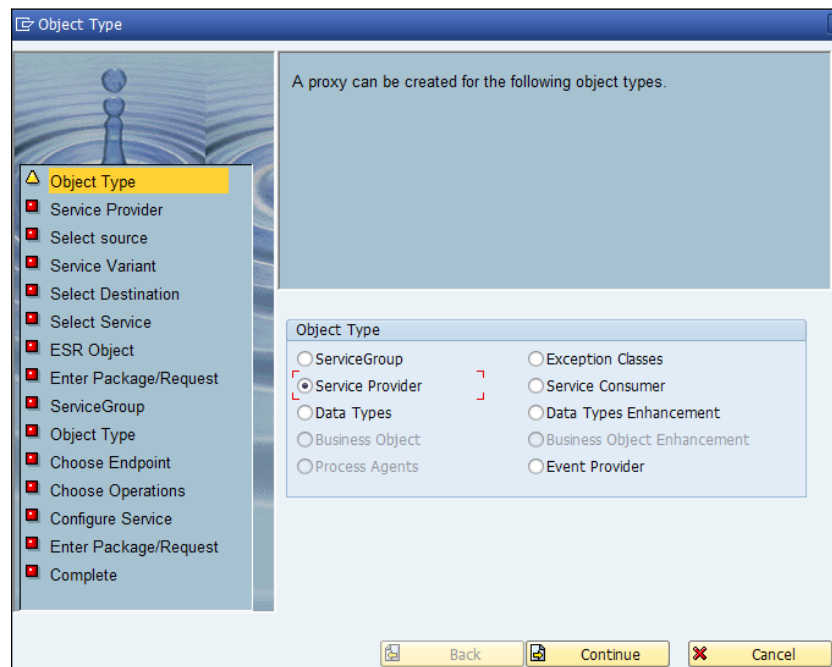 Object Type
A proxy can be created for the following object types.
Object Type
Service Provider
Select source
Service Variant
Select Destination
Select Service
ESR Object
Enter Package/Request
ServiceGroup
Object Type
Choose Endpoint
Choose Operations
Configure Service
Enter Package/Request
Complete
Object Type
ServiceGroup
Exception Classes
Service Provider
Service Consumer
Data Types
Data Types Enhancement
Business Object
Business Object Enhancement
Process Agents
Event Provider
Back
Continue
Cancel